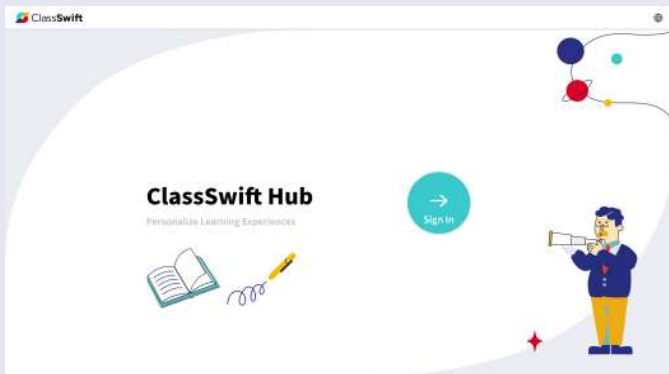 ClassSwift
ClassSwift Hub
Personalize Learning Experiences
Sign In